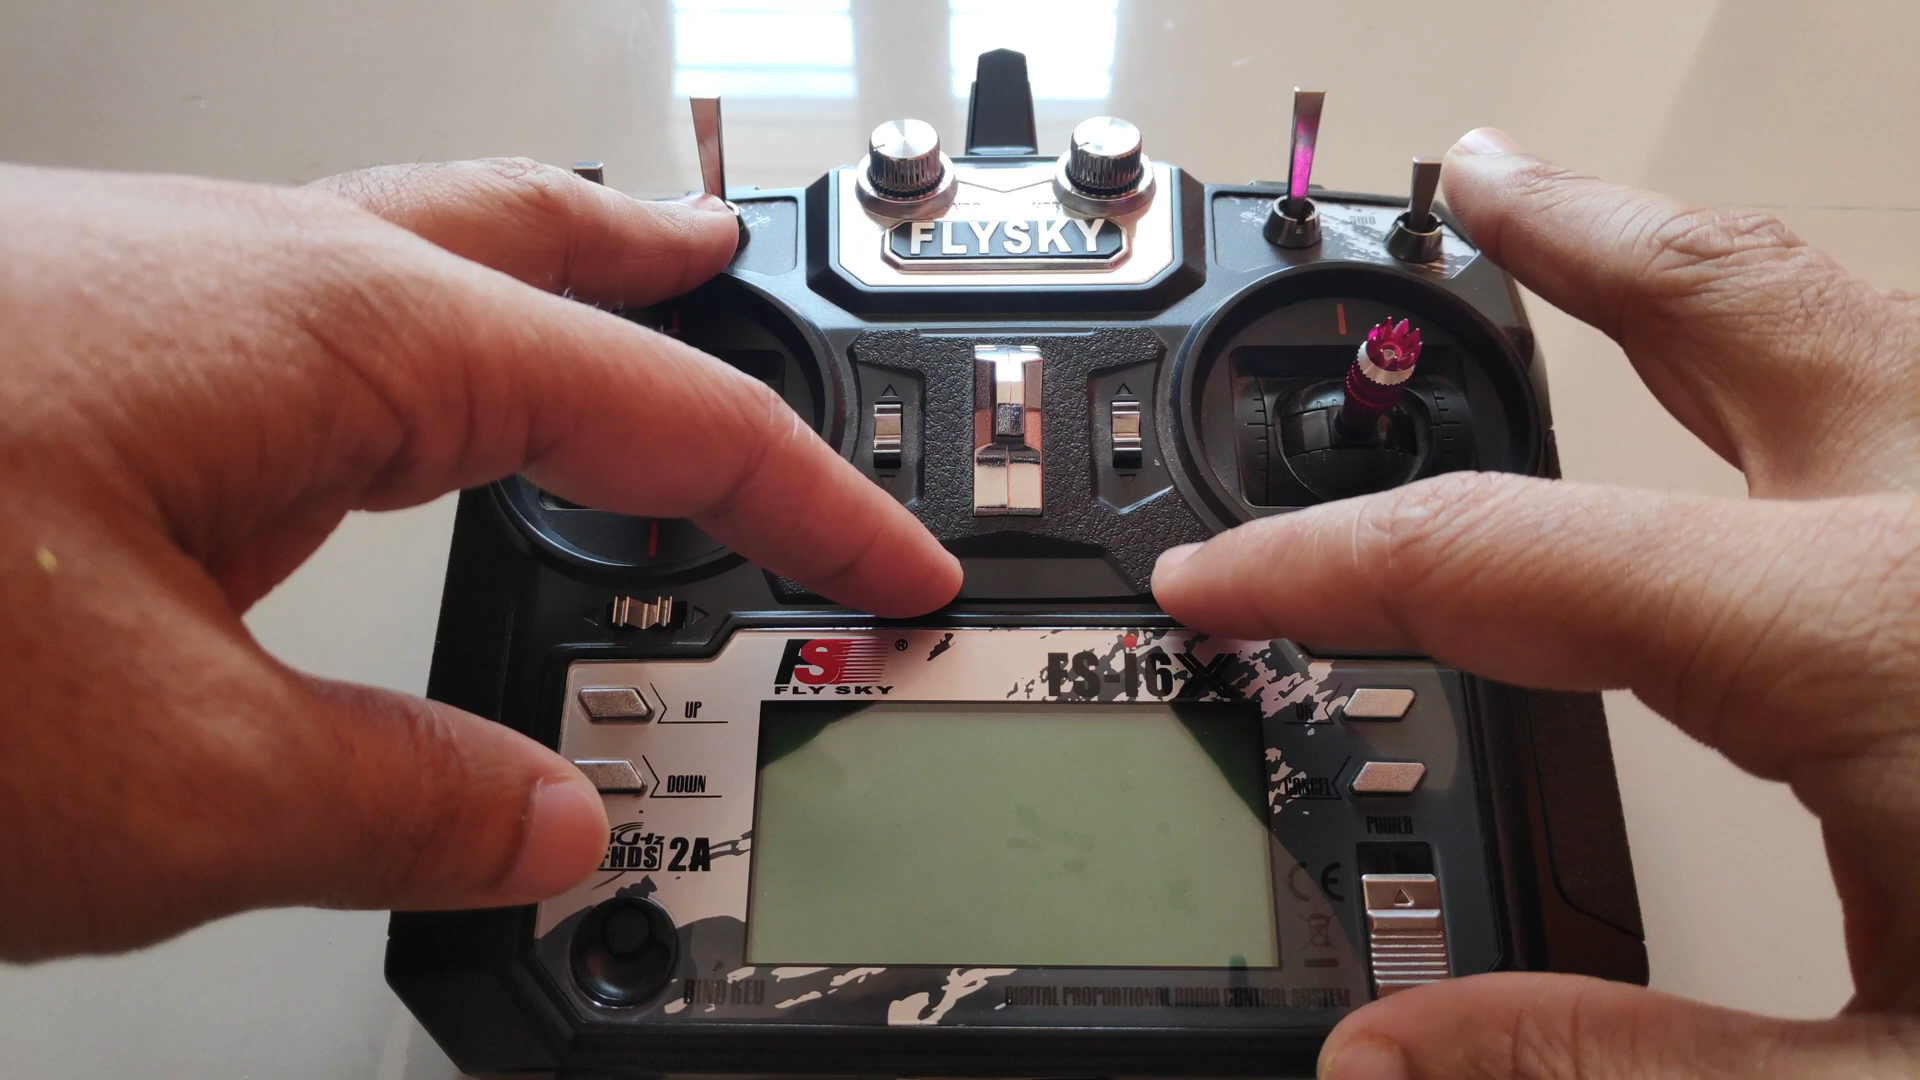 FLYSKY
FS ®
FLY SKY
FS-i6X
UP
OK
DOWN
CANCEL
POWER
2A
CE
BIND KEY
DIGITAL PROPORTIONAL RADIO CONTROL SYSTEM